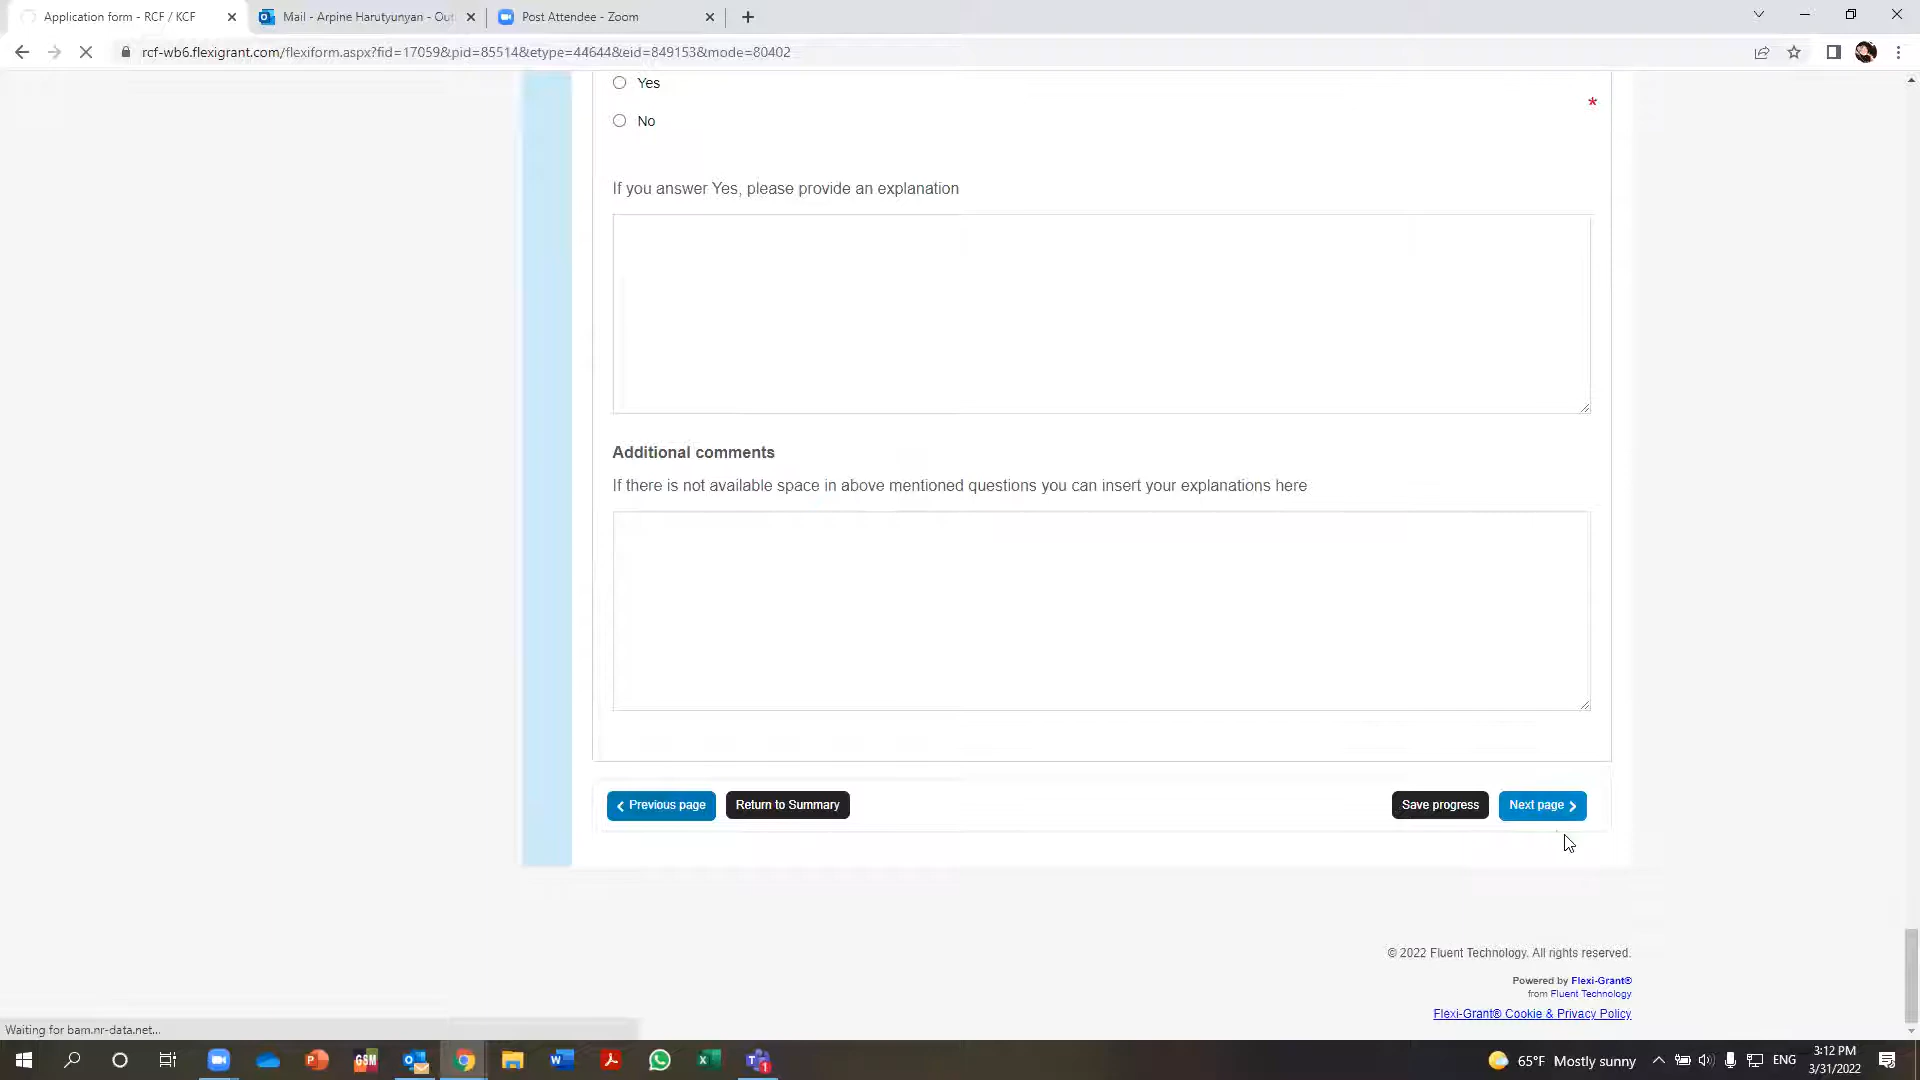 Application form - RCF / KCF
Mail - Arpine Harutyunyan - Out
Post Attendee - Zoom
rcf-wb6.flexigrant.com/flexiform.aspx?fid=17059&pid=85514&etype=44644&eid=849153&mode=80402
Yes
*
No
If you answer Yes, please provide an explanation
Additional comments
If there is not available space in above mentioned questions you can insert your explanations here
Previous page
Return to Summary
Save progress
Next page
© 2022 Fluent Technology. All rights reserved.
Powered by Flexi-Grant®
from Fluent Technology
Flexi-Grant® Cookie & Privacy Policy
Waiting for bam.nr-data.net...
GSM
65°F Mostly sunny
ENG
3:12 PM
3/31/2022